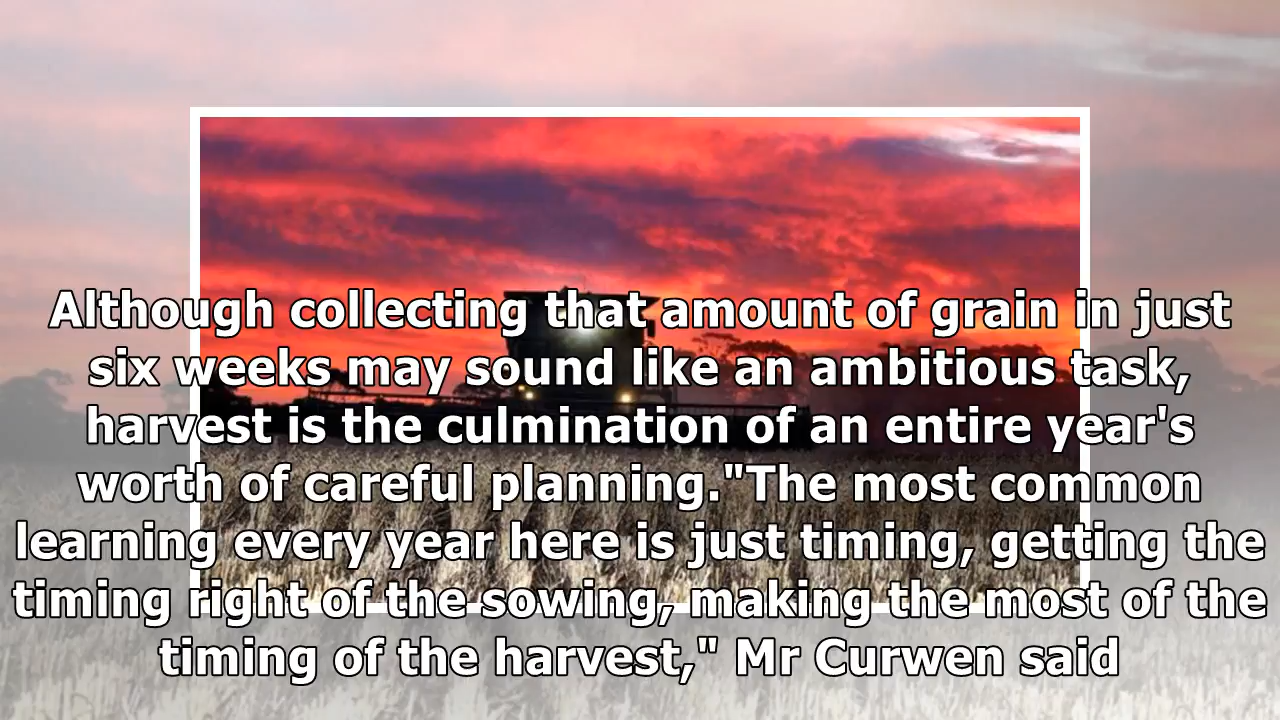 Although collecting that amount of grain in just
six weeks may sound like an ambitious task,
harvest is the culmination of an entire year's
worth of careful planning."The most common
learning every year here is just timing, getting the
timing right of the sowing, making the most of the
timing of the harvest," Mr Curwen said